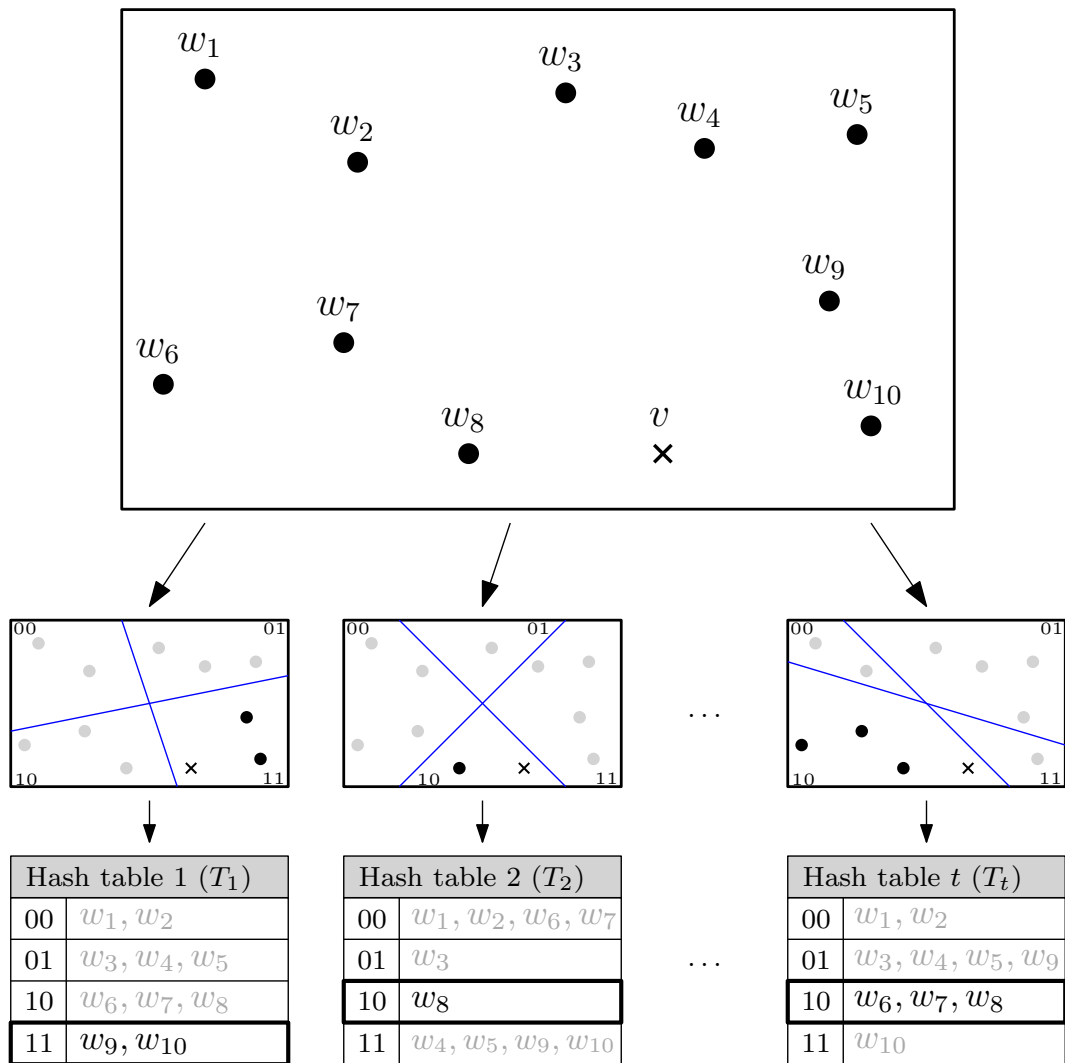 w₁
w₃
w₅
w₄
w₂
w₉
w₇
w₆
w₁₀
w₈ v
00 01
10 11
00 01
10 11
...
00 01
10 11
Hash table 1 (T₁)
00 w₁, w₂
01 w₃, w₄, w₅
10 w₆, w₇, w₈
11 w₉, w₁₀
Hash table 2 (T₂)
00 w₁, w₂, w₆, w₇
01 w₃
10 w₈
11 w₄, w₅, w₉, w₁₀
...
Hash table t (Tₜ)
00 w₁, w₂
01 w₃, w₄, w₅, w₉
10 w₆, w₇, w₈
11 w₁₀